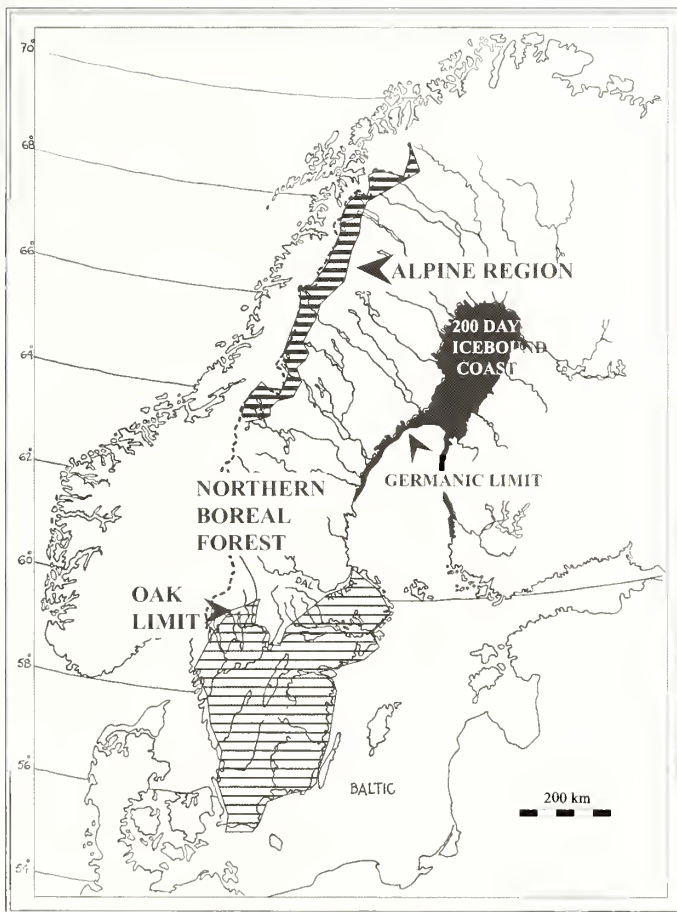 70°
68°
66°
ALPINE REGION
200 DAY
ICEBOUND
COAST
64°
62°
GERMANIC LIMIT
NORTHERN
BOREAL
FOREST
60°
DAL
RIVER
OAK
LIMIT
58°
56°
BALTIC
200 km
54°